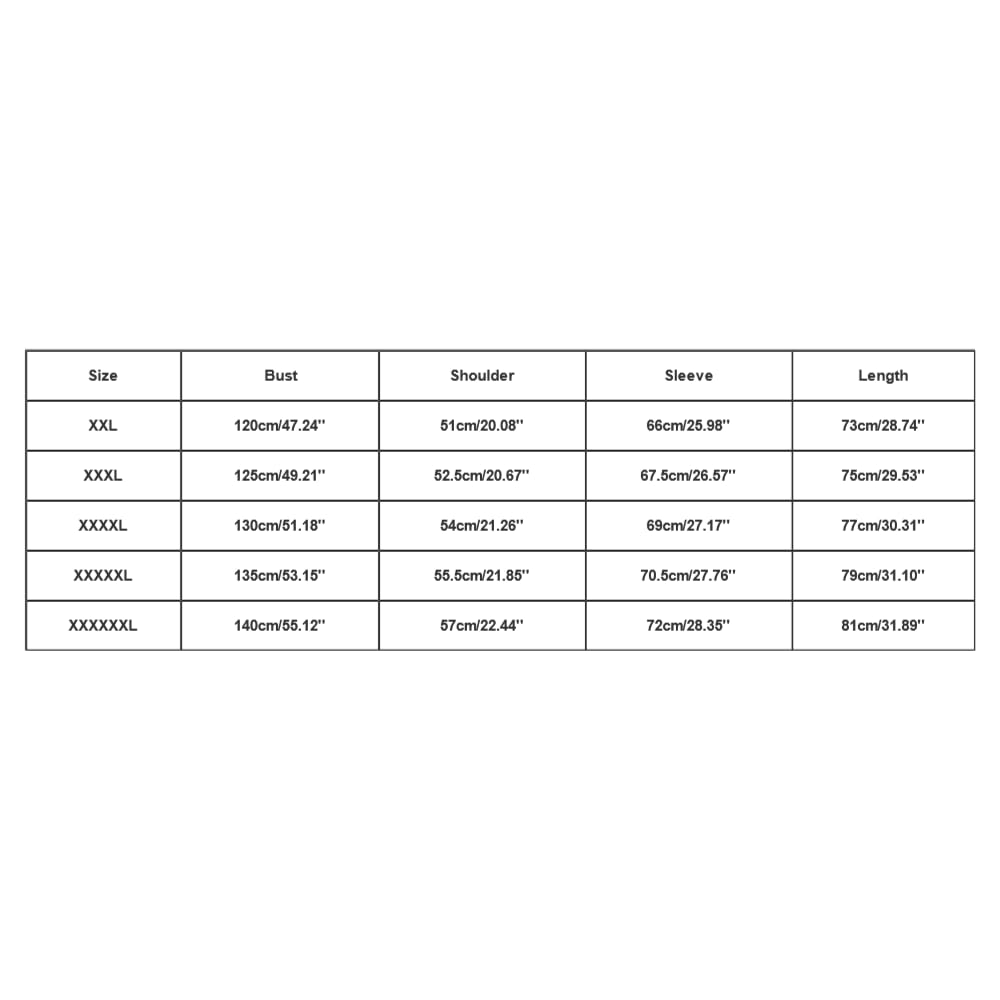 Size Bust Shoulder Sleeve Length
XXL 120cm/47.24'' 51cm/20.08'' 66cm/25.98'' 73cm/28.74''
XXXL 125cm/49.21'' 52.5cm/20.67'' 67.5cm/26.57'' 75cm/29.53''
XXXXL 130cm/51.18'' 54cm/21.26'' 69cm/27.17'' 77cm/30.31''
XXXXXL 135cm/53.15'' 55.5cm/21.85'' 70.5cm/27.76'' 79cm/31.10''
XXXXXXL 140cm/55.12'' 57cm/22.44'' 72cm/28.35'' 81cm/31.89''